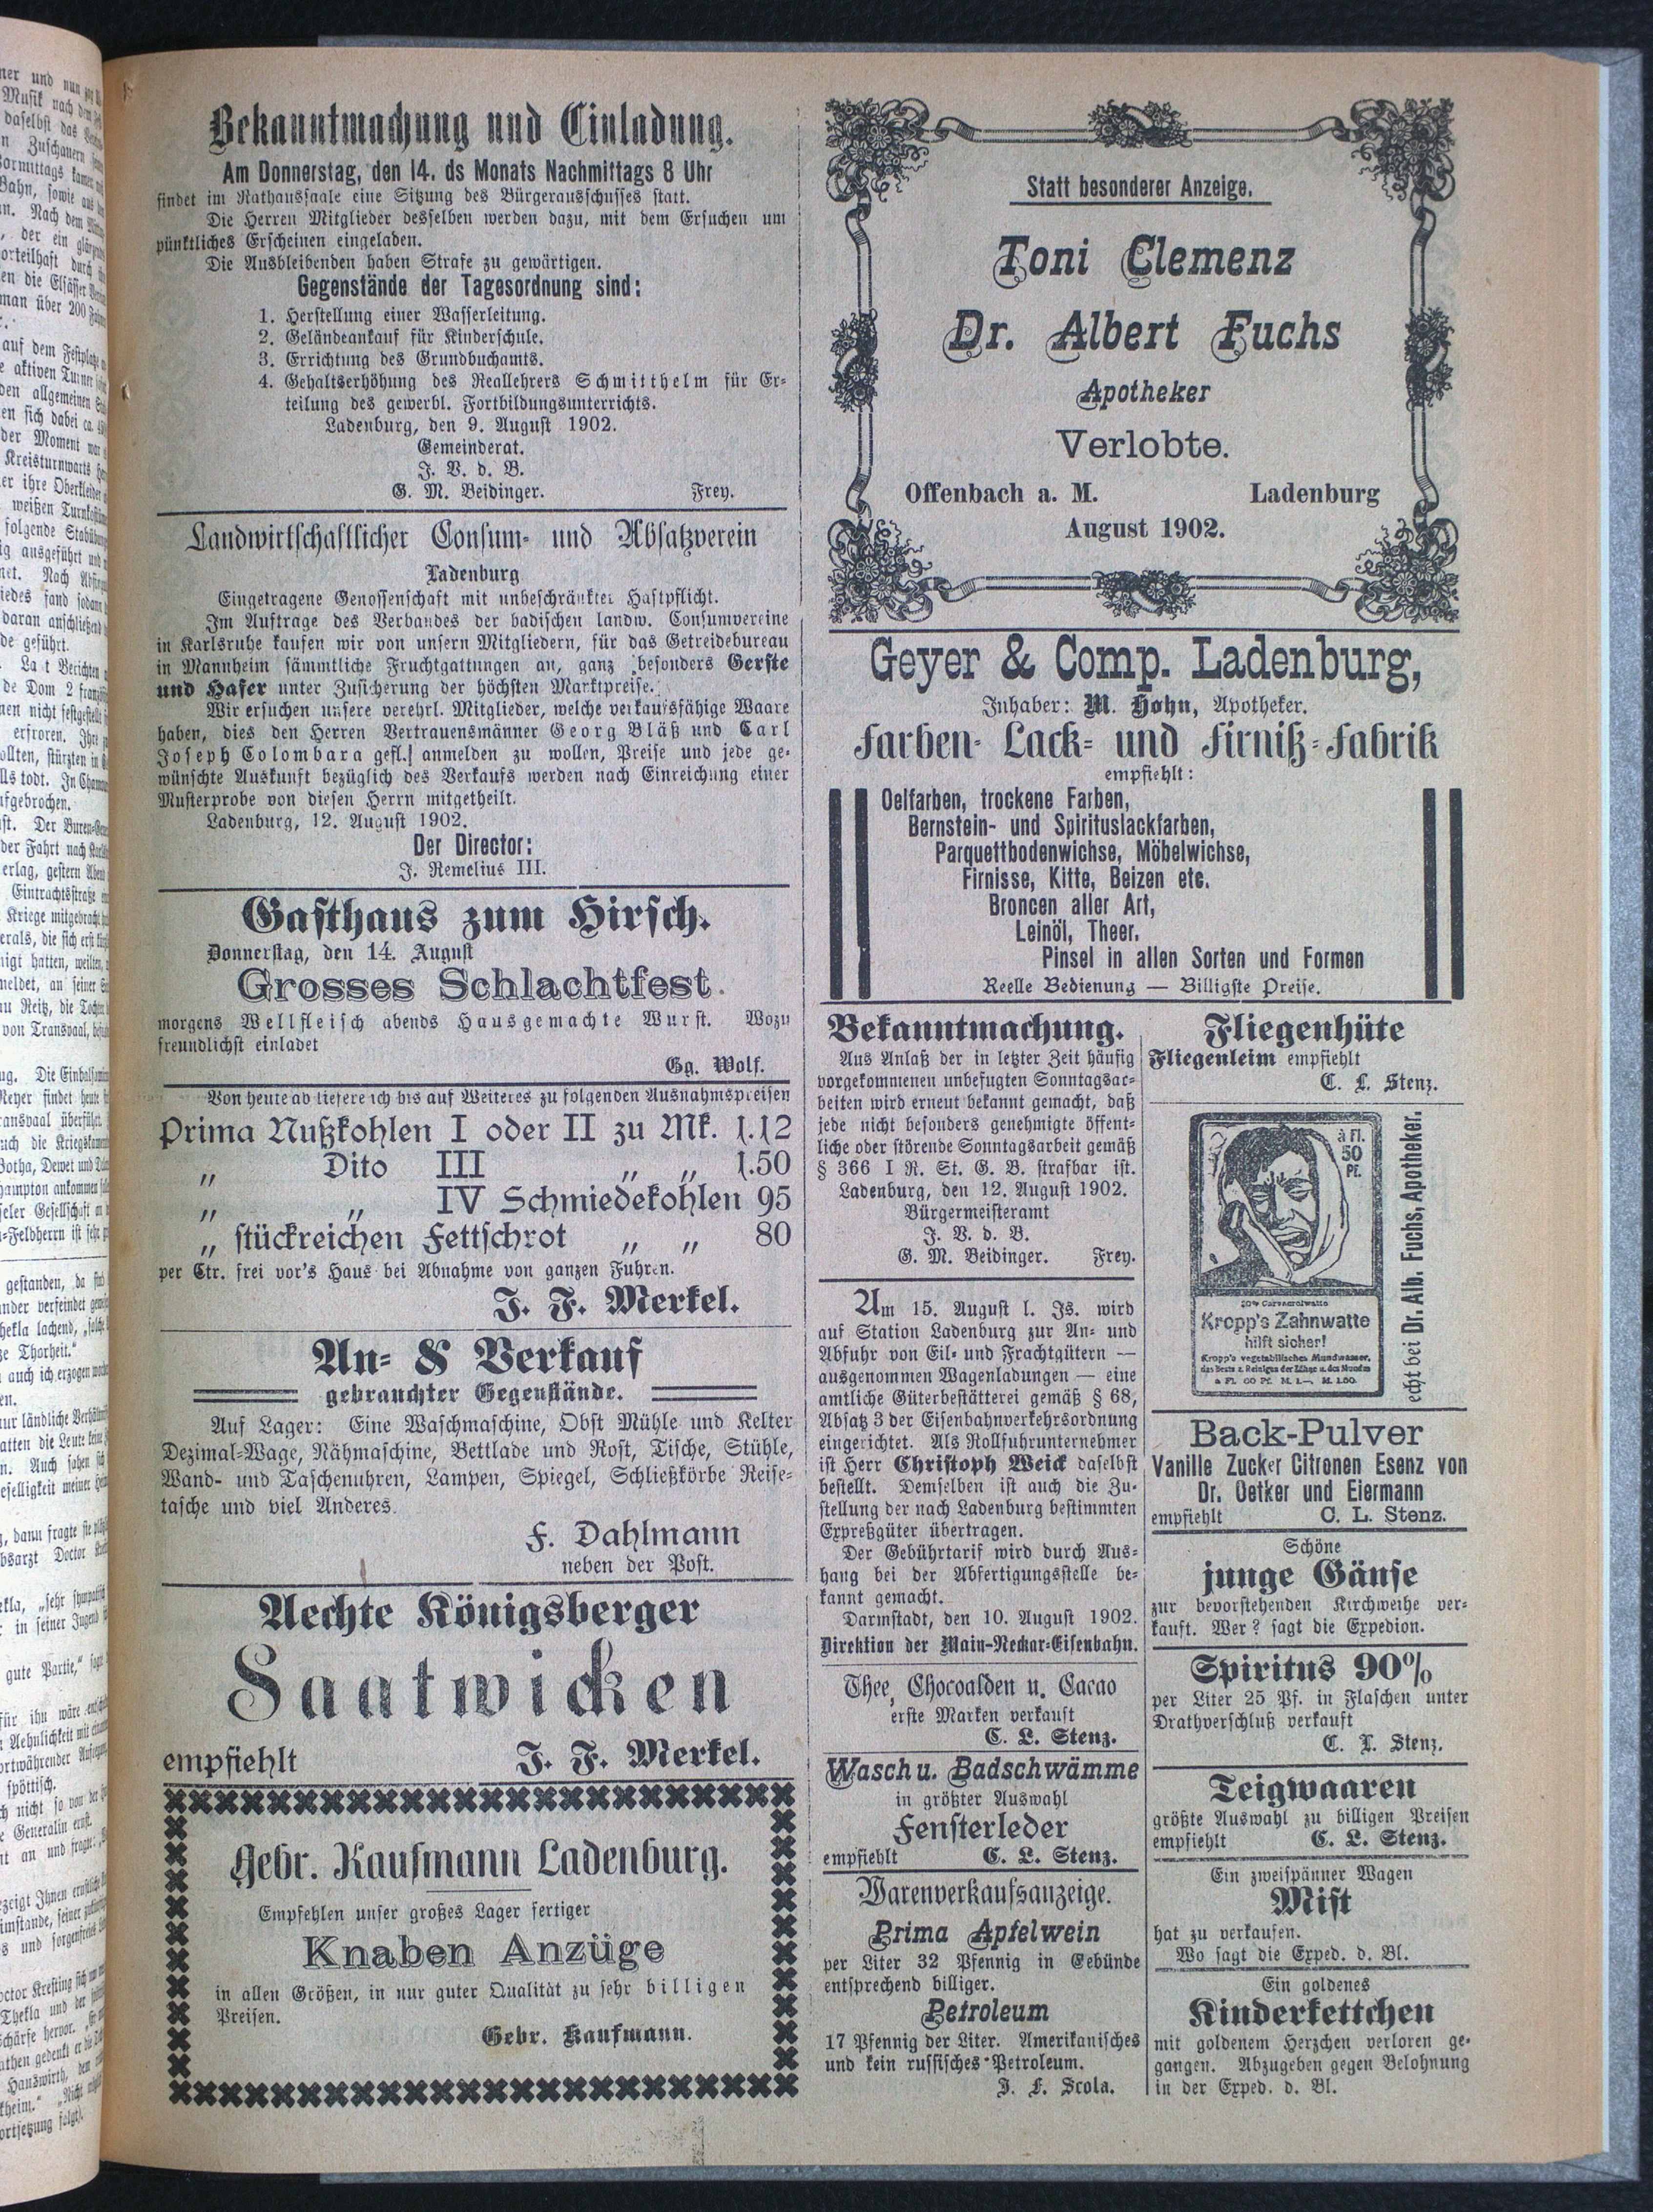 Bekanntmachung und Einladung.
Am Donnerstag, den 14. ds Monats Nachmittags 8 Uhr
findet im Rathaussaale eine Sitzung des Bürgerausschusses statt.
Die Herren Mitglieder desselben werden dazu, mit dem Ersuchen um
pünktliches Erscheinen eingeladen.
Die Ausbleibenden haben Strafe zu gewärtigen.
Gegenstände der Tagesordnung sind:
1. Herstellung einer Wasserleitung.
2. Geländeankauf für Kinderschule.
3. Errichtung des Grundbuchamts.
4. Gehaltserhöhung des Reallehrers Schmitthelm für Er-
teilung des gewerbl. Fortbildungsunterrichts.
Ladenburg, den 9. August 1902.
Gemeinderat.
J. V. d. B.
G. M. Beidinger. Frey.
Landwirtschaftlicher Consum- und Absatzverein
Ladenburg
Eingetragene Genossenschaft mit unbeschränkter Haftpflicht.
Im Auftrage des Verbandes der badischen landw. Consumvereine
in Karlsruhe kaufen wir von unsern Mitgliedern, für das Getreidebureau
in Mannheim sämmtliche Fruchtgattungen an, ganz besonders Gerste
und Hafer unter Zusicherung der höchsten Marktpreise.
Wir ersuchen unsere verehrl. Mitglieder, welche verkaufsfähige Waare
haben, dies den Herren Vertrauensmänner Georg Bläß und Carl
Joseph Colombara gefl. anmelden zu wollen, Preise und jede ge-
wünschte Auskunft bezüglich des Verkaufs werden nach Einreichung einer
Musterprobe von diesen Herrn mitgetheilt.
Ladenburg, 12. August 1902.
Der Director:
J. Remelius III.
Gasthaus zum Hirsch.
Donnerstag, den 14. August
Grosses Schlachtfest.
morgens Wellfleisch abends Hausgemachte Wurst. Wozu
freundlichst einladet
Gg. Wolf.
Von heute ab liefere ich bis auf Weiteres zu folgenden Ausnahmspreisen
Prima Nußkohlen I oder II zu Mk. 1.12
„ Dito III „ „ 1.50
„ „ IV Schmiedekohlen 95
„ stückreichen Fettschrot „ „ 80
per Ctr. frei vor's Haus bei Abnahme von ganzen Fuhren.
J. F. Merkel.
An- & Verkauf
gebrauchter Gegenstände.
Auf Lager: Eine Waschmaschine, Obst Mühle und Kelter
Dezimal-Wage, Nähmaschine, Bettlade und Rost, Tische, Stühle,
Wand- und Taschenuhren, Lampen, Spiegel, Schließkörbe Reise-
tasche und viel Anderes.
F. Dahlmann
neben der Post.
Aechte Königsberger
Saatwicken
empfiehlt J. F. Merkel.
Gebr. Kaufmann Ladenburg.
Empfehlen unser großes Lager fertiger
Knaben Anzüge
in allen Größen, in nur guter Qualität zu sehr billigen
Preisen.
Gebr. Kaufmann.
Statt besonderer Anzeige.
Toni Clemenz
Dr. Albert Fuchs
Apotheker
Verlobte.
Offenbach a. M. Ladenburg
August 1902.
Geyer & Comp. Ladenburg,
Inhaber: M. Hohn, Apotheker.
Farben- Lack- und Firniß-Fabrik
empfiehlt:
Oelfarben, trockene Farben,
Bernstein- und Spirituslackfarben,
Parquettbodenwichse, Möbelwichse,
Firnisse, Kitte, Beizen etc.
Broncen aller Art,
Leinöl, Theer.
Pinsel in allen Sorten und Formen
Reelle Bedienung — Billigste Preise.
Bekanntmachung.
Aus Anlaß der in letzter Zeit häufig
vorgekommenen unbefugten Sonntagsar-
beiten wird erneut bekannt gemacht, daß
jede nicht besonders genehmigte öffent-
liche oder störende Sonntagsarbeit gemäß
§ 366 I R. St. G. B. strafbar ist.
Ladenburg, den 12. August 1902.
Bürgermeisteramt
J. V. d. B.
G. M. Beidinger. Frey.
Am 15. August l. Js. wird
auf Station Ladenburg zur An- und
Abfuhr von Eil- und Frachtgütern —
ausgenommen Wagenladungen — eine
amtliche Güterbestätterei gemäß § 68,
Absatz 3 der Eisenbahnverkehrsordnung
eingerichtet. Als Rollfuhrunternehmer
ist Herr Christoph Weick daselbst
bestellt. Demselben ist auch die Zu-
stellung der nach Ladenburg bestimmten
Expreßgüter übertragen.
Der Gebührtarif wird durch Aus-
hang bei der Abfertigungsstelle be-
kannt gemacht.
Darmstadt, den 10. August 1902.
Direktion der Main-Neckar-Eisenbahn.
Thee, Chocoalden u. Cacao
erste Marken verkauft
C. L. Stenz.
Wasch u. Badschwämme
in größter Auswahl
Fensterleder
empfiehlt C. L. Stenz.
Warenverkaufsanzeige.
Prima Apfelwein
per Liter 32 Pfennig in Gebünde
entsprechend billiger.
Petroleum
17 Pfennig der Liter. Amerikanisches
und kein russisches Petroleum.
J. F. Scola.
Fliegenhüte
Fliegenleim empfiehlt
C. L. Stenz.
à Fl.
50
Pf.
Kropp's Zahnwatte
hilft sicher!
Kropp's vegetabilisches Mundwasser,
das Beste z. Reinigen der Zähne u. des Mundes
à Fl. 60 Pf. M. 1.—, M. 1.50.
echt bei Dr. Alb. Fuchs, Apotheker.
Back-Pulver
Vanille Zucker Citronen Esenz von
Dr. Oetker und Eiermann
empfiehlt C. L. Stenz.
Schöne
junge Gänse
zur bevorstehenden Kirchweihe ver-
kauft. Wer? sagt die Expedion.
Spiritus 90%
per Liter 25 Pf. in Flaschen unter
Drathverschluß verkauft
C. L. Stenz.
Teigwaaren
größte Auswahl zu billigen Preisen
empfiehlt C. L. Stenz.
Ein zweispänner Wagen
Mist
hat zu verkaufen.
Wo sagt die Exped. d. Bl.
Ein goldenes
Kinderkettchen
mit goldenem Herzchen verloren ge-
gangen. Abzugeben gegen Belohnung
in der Exped. d. Bl.